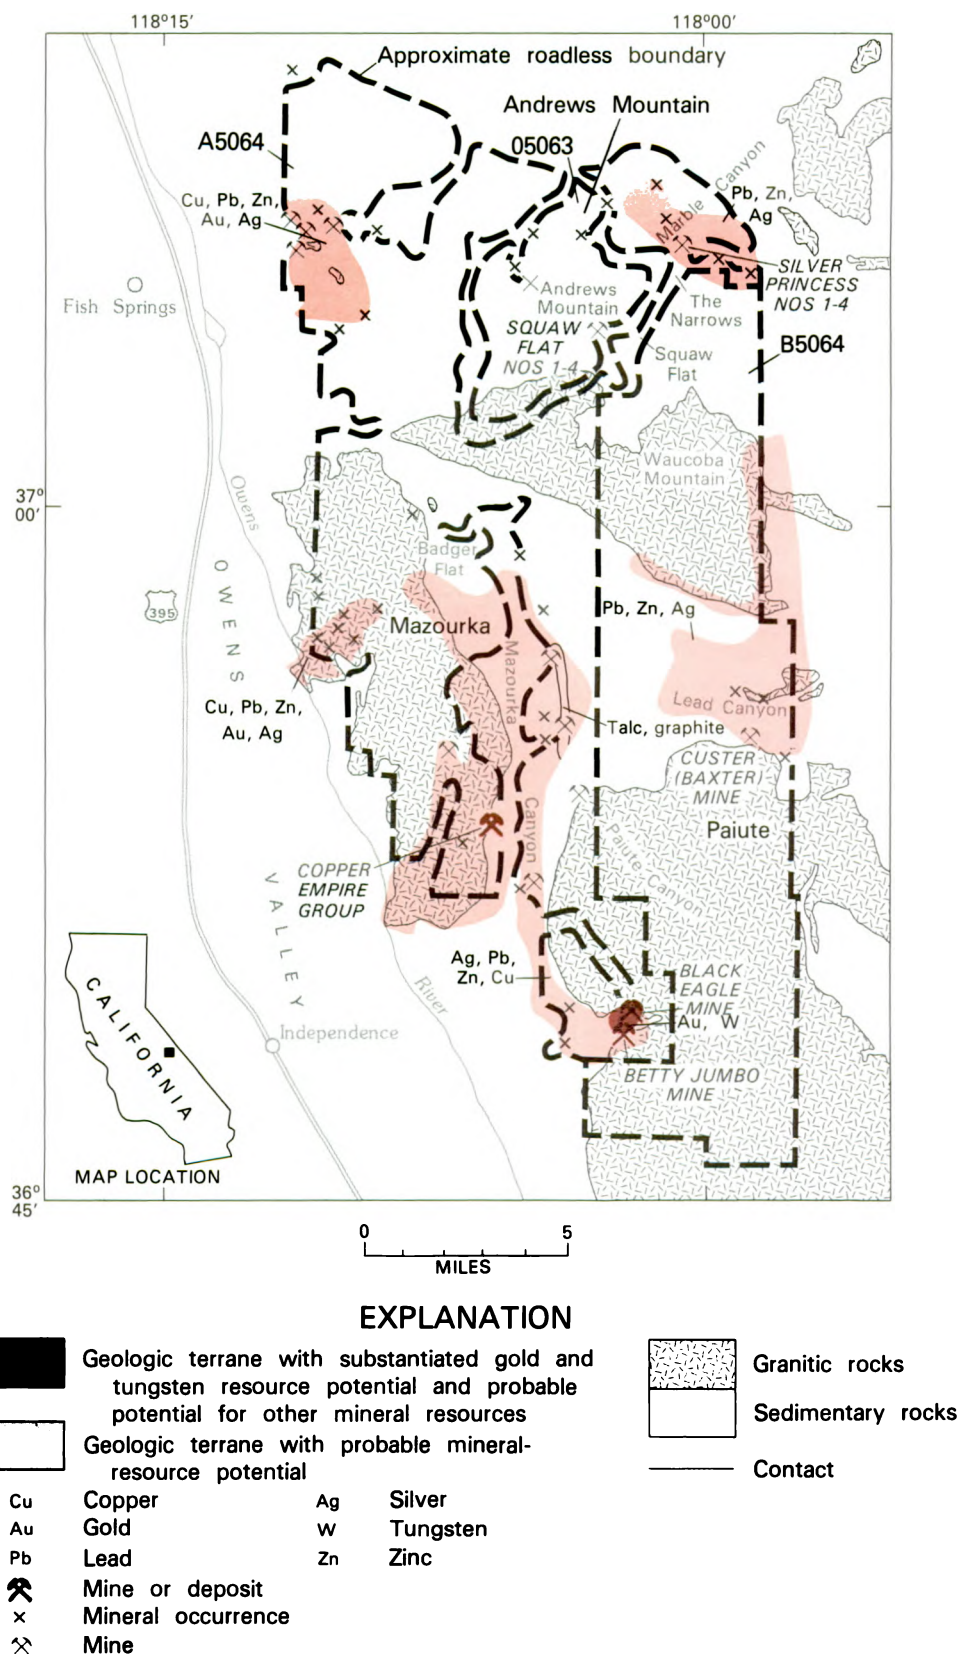 118°15'
118°00'
Approximate roadless boundary
Andrews Mountain
05063
A5064
Marble Canyon
Cu, Pb, Zn,
Au, Ag
Pb, Zn,
Ag
SILVER
PRINCESS
NOS 1-4
Fish Springs
Andrews
Mountain
The
Narrows
SQUAW
FLAT
NOS 1-4
Squaw
Flat
B5064
Waucoba
Mountain
37°
00'
Owens
Badger
Flat
395
OWENS
Pb, Zn, Ag
Mazourka
Mazourka
Lead Canyon
Cu, Pb, Zn,
Au, Ag
Talc, graphite
CUSTER
(BAXTER)
MINE
Canyon
Paiute
Paiute Canyon
COPPER
EMPIRE
GROUP
VALLEY
Ag, Pb,
Zn, Cu
BLACK
EAGLE
MINE
Au, W
River
Independence
CALIFORNIA
BETTY JUMBO
MINE
MAP LOCATION
36°
45'
0 5
MILES
EXPLANATION
Geologic terrane with substantiated gold and
tungsten resource potential and probable
potential for other mineral resources
Geologic terrane with probable mineral-
resource potential
Granitic rocks
Sedimentary rocks
Contact
Cu Copper
Au Gold
Pb Lead
Ag Silver
W Tungsten
Zn Zinc
Mine or deposit
x Mineral occurrence
Mine